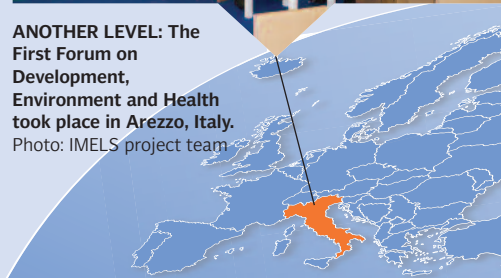 ANOTHER LEVEL: The
First Forum on
Development,
Environment and Health
took place in Arezzo, Italy.
Photo: IMELS project team